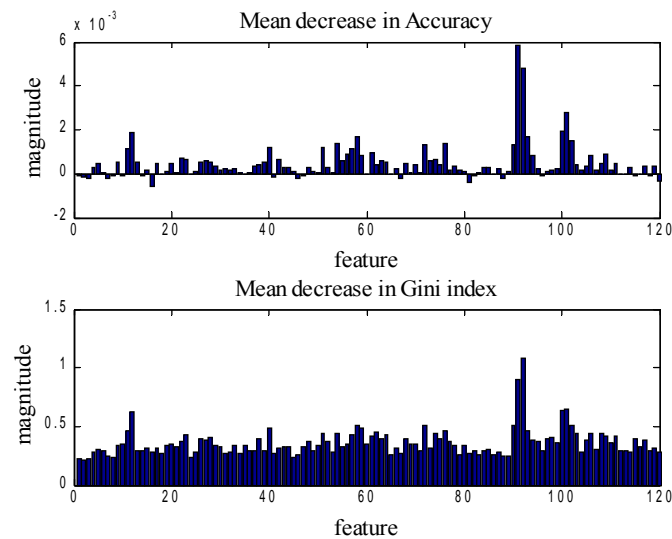 Mean decrease in Accuracy
x 10
-3
6
4
2
0
-2
magnitude
0 20 40 60 80 100 120
feature
Mean decrease in Gini index
1.5
1
0.5
0
magnitude
0 20 40 60 80 100 120
feature